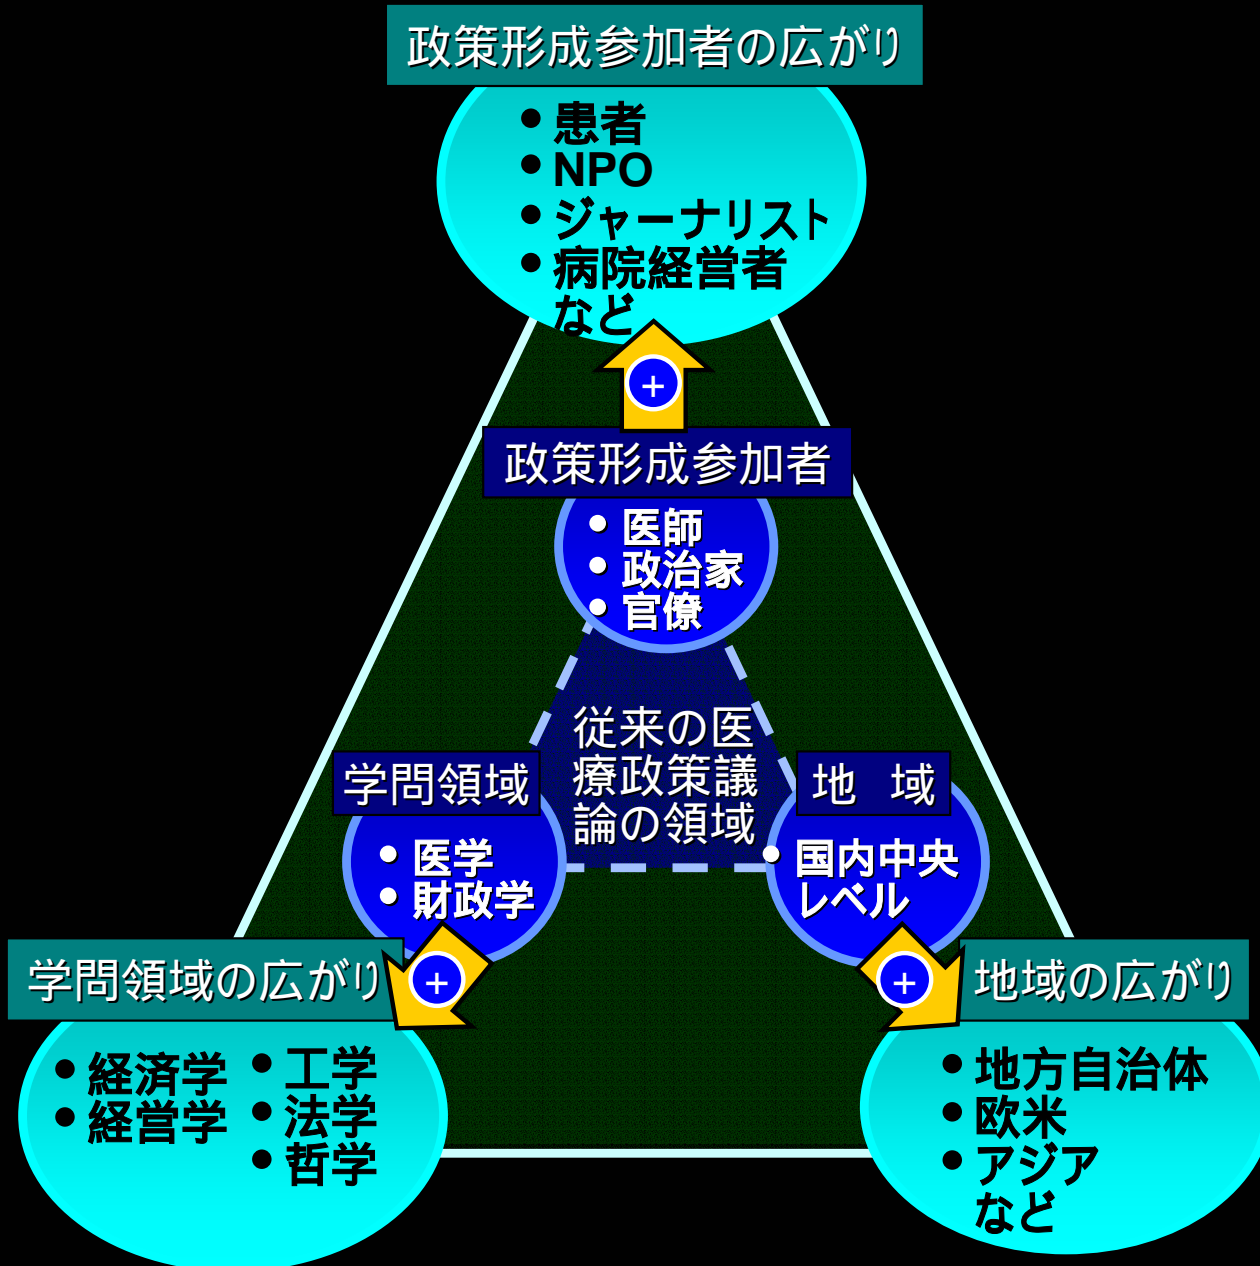 政策形成参加者の広がり
• 患者
• NPO
• ジャーナリスト
• 病院経営者
など
+
政策形成参加者
• 医師
• 政治家
• 官僚
従来の医
療政策議
論の領域
学問領域
• 医学
• 財政学
地 域
• 国内中央
レベル
+
+
学問領域の広がり
• 経済学
• 経営学
• 工学
• 法学
• 哲学
地域の広がり
• 地方自治体
• 欧米
• アジア
など